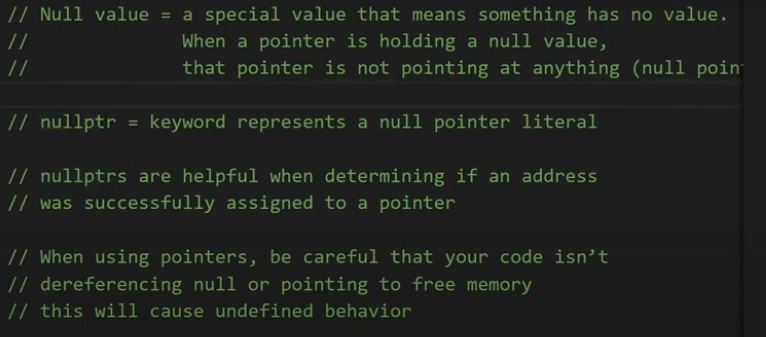 // Null value = a special value that means something has no value.
//              When a pointer is holding a null value,
//              that pointer is not pointing at anything (null poin
// nullptr = keyword represents a null pointer literal
// nullptrs are helpful when determining if an address
// was successfully assigned to a pointer
// When using pointers, be careful that your code isn’t
// dereferencing null or pointing to free memory
// this will cause undefined behavior